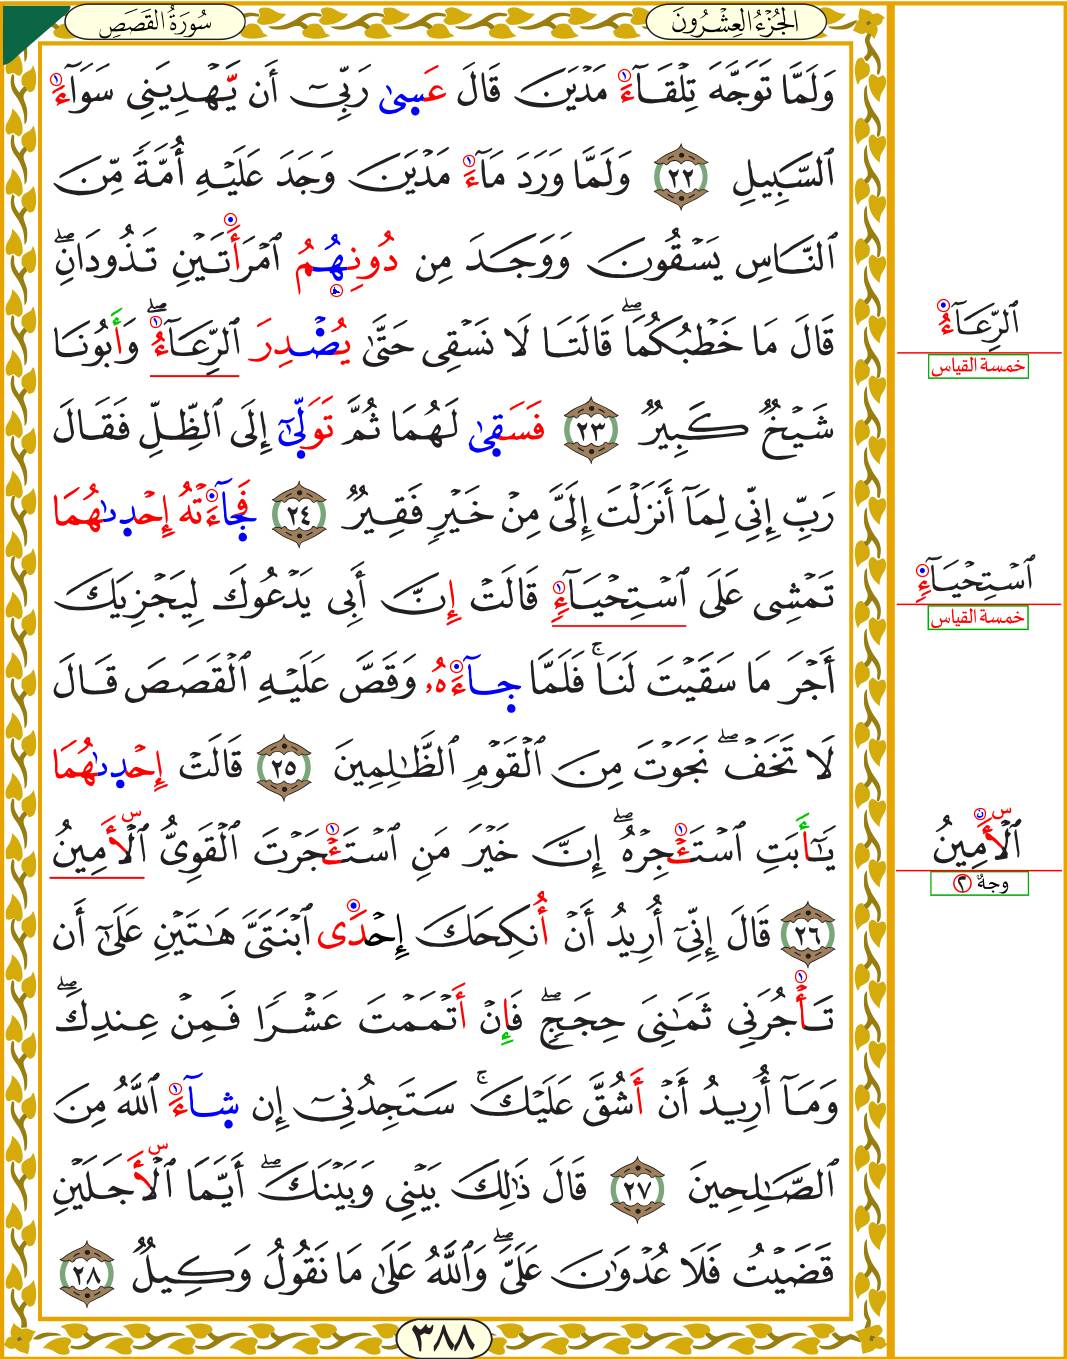 سُورَةُ القَصَصِ
الجُزْءُ العِشْرُونَ
وَلَمَّا تَوَجَّهَ تِلْقَآءَ مَدْيَنَ قَالَ عَسِىٰ رَبِّىٓ أَن يَّهْدِيَنِى سَوَآءَ
ٱلسَّبِيلِ ٢٢ وَلَمَّا وَرَدَ مَآءَ مَدْيَنَ وَجَدَ عَلَيْهِ أُمَّةً مِّنَ
ٱلنَّاسِ يَسْقُونَ وَوَجَدَ مِن دُونِهُمُ ٱمْرَأَتَيْنِ تَذُودَانِۖ
قَالَ مَا خَطْبُكُمَاۖ قَالَتَا لَا نَسْقِى حَتَّىٰ يُصْدِرَ ٱلرِّعَآءُۖ وَأَبُونَا
شَيْخٌ كَبِيرٌ ٢٣ فَسَقِىٰ لَهُمَا ثُمَّ تَوَلِّىٰٓ إِلَى ٱلظِّلِّ فَقَالَ
رَبِّ إِنِّى لِمَآ أَنزَلْتَ إِلَىَّ مِنْ خَيْرٍ فَقِيرٌ ٢٤ فَجَآءَتْهُ إِحْدِىٰهُمَا
تَمْشِى عَلَى ٱسْتِحْيَآءٍ قَالَتْ إِنَّ أَبِى يَدْعُوكَ لِيَجْزِيَكَ
أَجْرَ مَا سَقَيْتَ لَنَاۚ فَلَمَّا جَآءَهُۥ وَقَصَّ عَلَيْهِ ٱلْقَصَصَ قَالَ
لَا تَخَفْۖ نَجَوْتَ مِنَ ٱلْقَوْمِ ٱلظَّٰلِمِينَ ٢٥ قَالَتْ إِحْدِىٰهُمَا
يَٰٓأَبَتِ ٱسْتَـْٔجِرْهُۖ إِنَّ خَيْرَ مَنِ ٱسْتَـْٔجَرْتَ ٱلْقَوِىُّ ٱلْأَمِينُ
٢٦ قَالَ إِنِّىٓ أُرِيدُ أَنْ أُنكِحَكَ إِحْدَى ٱبْنَتَىَّ هَٰتَيْنِ عَلَىٰٓ أَن
تَأْجُرَنِى ثَمَٰنِىَ حِجَجٍۖ فَإِنْ أَتْمَمْتَ عَشْرًا فَمِنْ عِندِكَۖ
وَمَآ أُرِيدُ أَنْ أَشُقَّ عَلَيْكَۚ سَتَجِدُنِىٓ إِن شَآءَ ٱللَّهُ مِنَ
ٱلصَّٰلِحِينَ ٢٧ قَالَ ذَٰلِكَ بَيْنِى وَبَيْنَكَۖ أَيَّمَا ٱلْأَجَلَيْنِ
قَضَيْتُ فَلَا عُدْوَٰنَ عَلَىَّۖ وَٱللَّهُ عَلَىٰ مَا نَقُولُ وَكِيلٌ ٢٨
٣٨٨
ٱلرِّعَآءُ
خمسة القياس
ٱسْتِحْيَآءٍ
خمسة القياس
ٱلْأَمِينُ
وجهٌ ٢